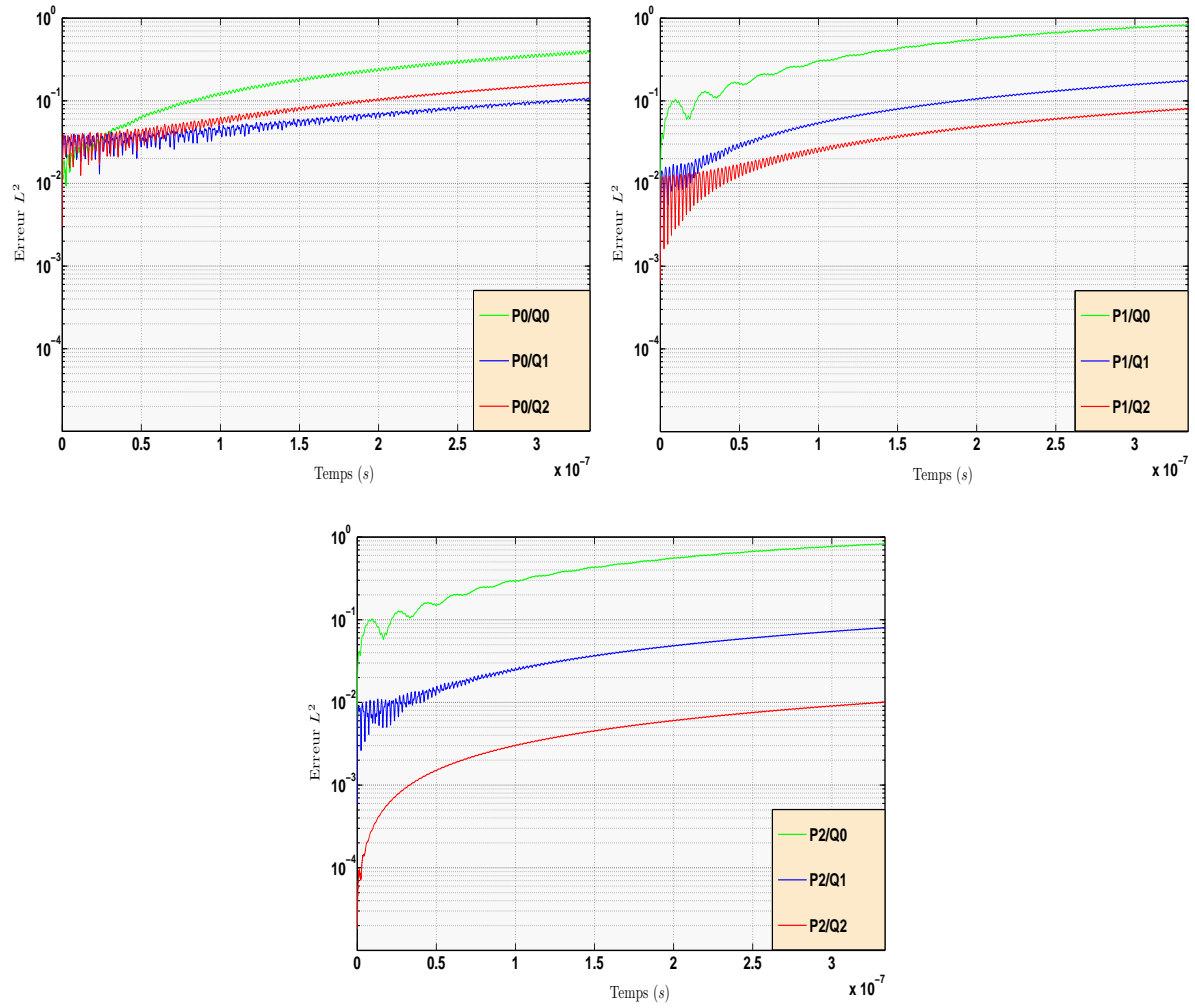 10^0
10^−1
10^−2
10^−3
10^−4
Erreur L^2
0 0.5 1 1.5 2 2.5 3
x 10^−7
Temps (s)
P0/Q0
P0/Q1
P0/Q2
10^0
10^−1
10^−2
10^−3
10^−4
Erreur L^2
0 0.5 1 1.5 2 2.5 3
x 10^−7
Temps (s)
P1/Q0
P1/Q1
P1/Q2
10^0
10^−1
10^−2
10^−3
10^−4
Erreur L^2
0 0.5 1 1.5 2 2.5 3
x 10^−7
Temps (s)
P2/Q0
P2/Q1
P2/Q2